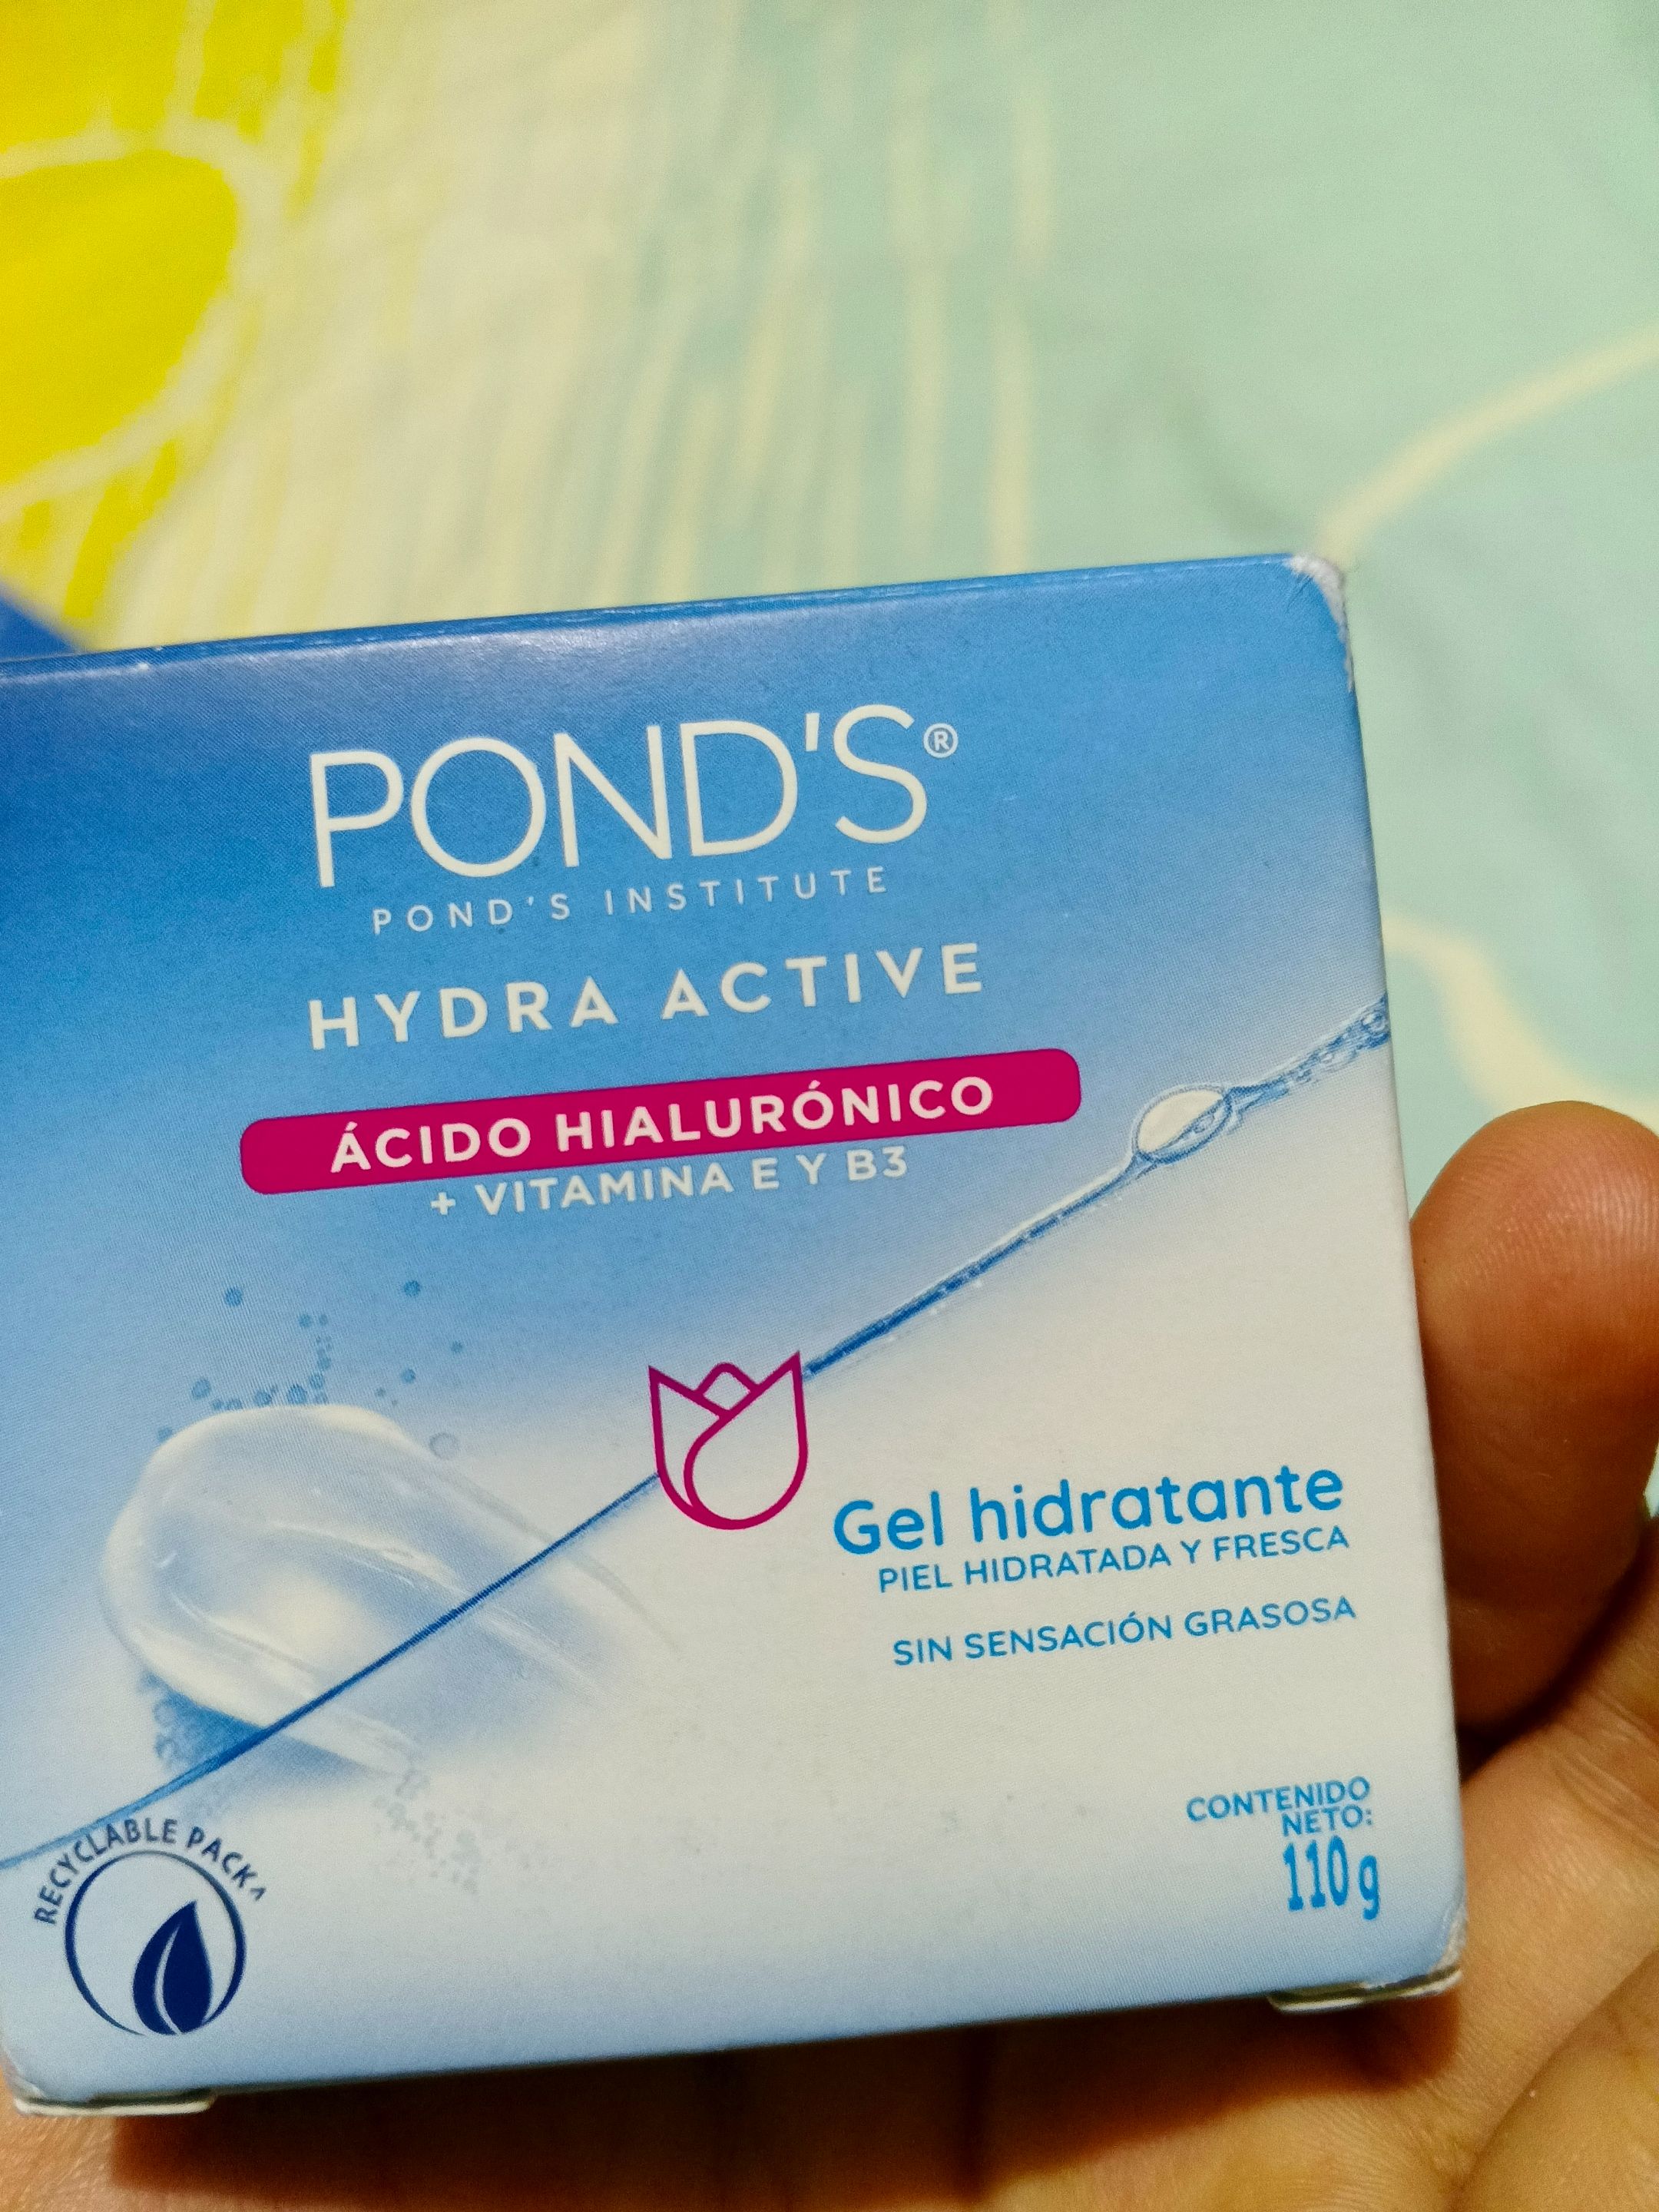 POND'S®
POND'S INSTITUTE
HYDRA ACTIVE
ÁCIDO HIALURÓNICO
+ VITAMINA E Y B3
Gel hidratante
PIEL HIDRATADA Y FRESCA
SIN SENSACIÓN GRASOSA
CONTENIDO
NETO:
110 g
RECYCLABLE PACK^